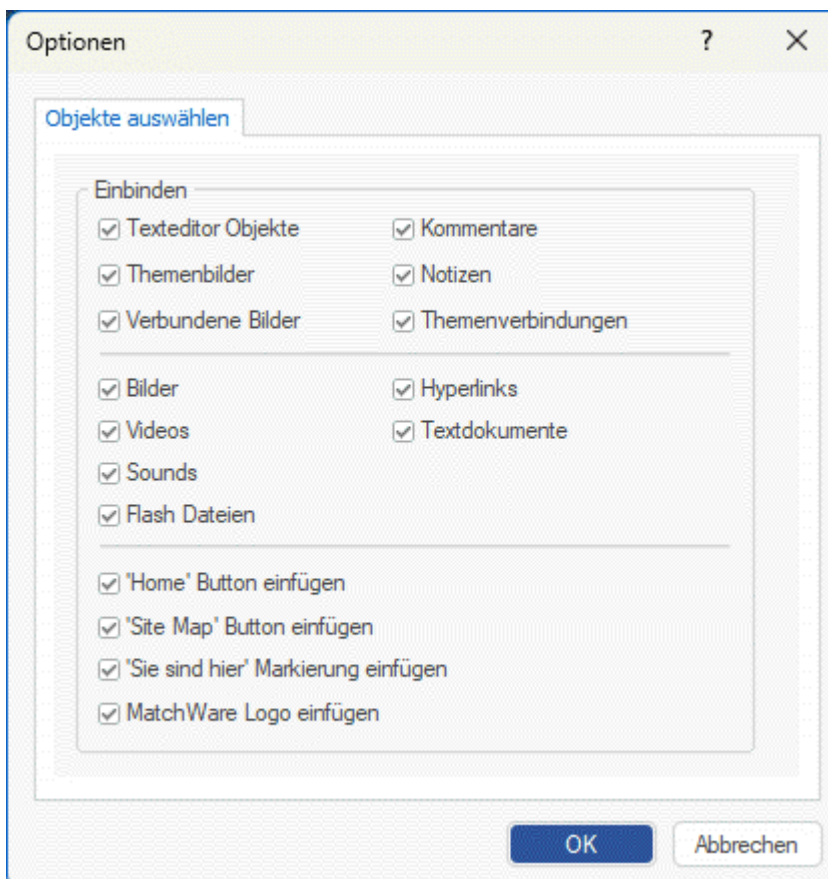 Optionen ?
Objekte auswählen
Einbinden
Texteditor Objekte Kommentare
Themenbilder Notizen
Verbundene Bilder Themenverbindungen
Bilder Hyperlinks
Videos Textdokumente
Sounds
Flash Dateien
'Home' Button einfügen
'Site Map' Button einfügen
'Sie sind hier' Markierung einfügen
MatchWare Logo einfügen
OK Abbrechen